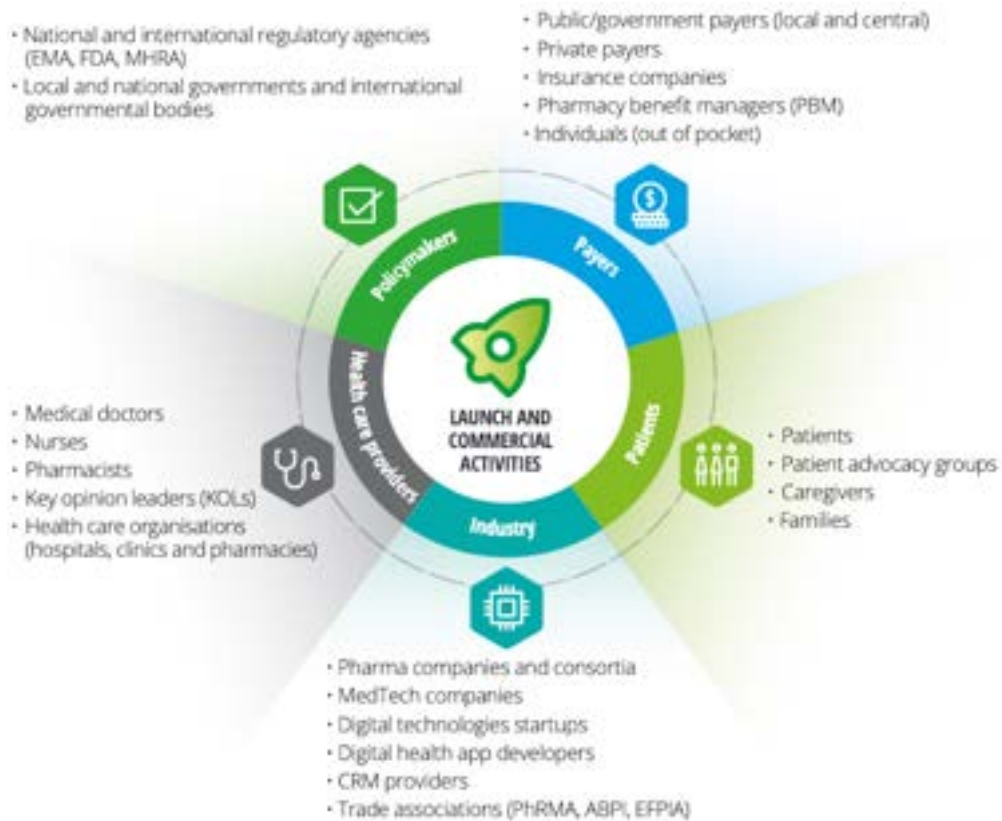 • National and international regulatory agencies
(EMA, FDA, MHRA)
• Local and national governments and international
governmental bodies
• Public/government payers (local and central)
• Private payers
• Insurance companies
• Pharmacy benefit managers (PBM)
• Individuals (out of pocket)
Policymakers
Payers
$
Health care providers
LAUNCH AND
COMMERCIAL
ACTIVITIES
Patients
Industry
• Medical doctors
• Nurses
• Pharmacists
• Key opinion leaders (KOLs)
• Health care organisations
(hospitals, clinics and pharmacies)
• Patients
• Patient advocacy groups
• Caregivers
• Families
• Pharma companies and consortia
• MedTech companies
• Digital technologies startups
• Digital health app developers
• CRM providers
• Trade associations (PhRMA, ABPI, EFPIA)